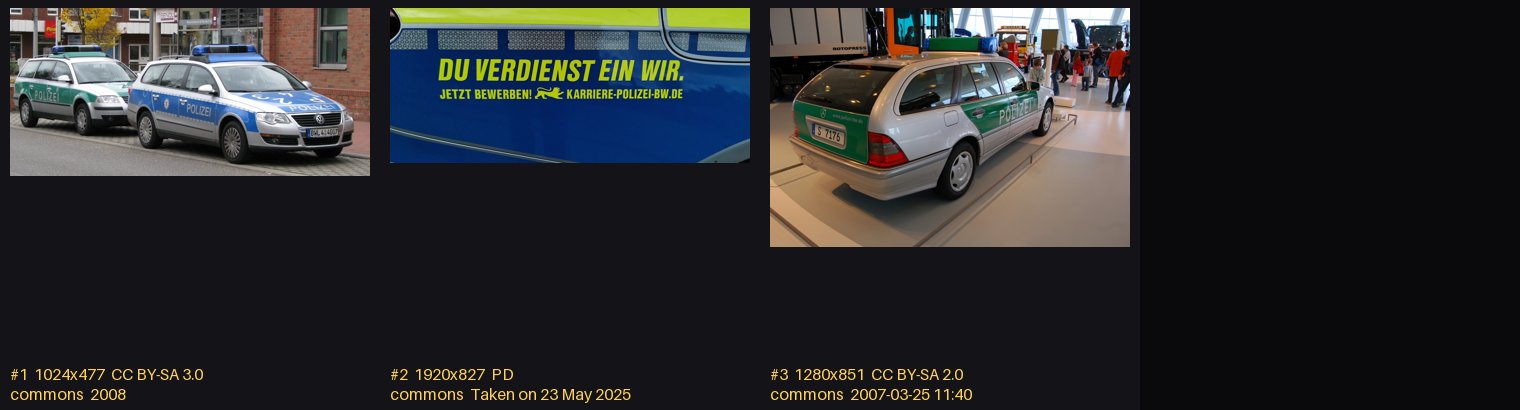 POLIZEI
POLIZEI
POLIZEI
DU VERDIENST EIN WIR.
JETZT BEWERBEN! KARRIERE-POLIZEI-BW.DE
ROTOPRESS
POLIZEI
S 7176
#1 1024x477 CC BY-SA 3.0
commons 2008
#2 1920x827 PD
commons Taken on 23 May 2025
#3 1280x851 CC BY-SA 2.0
commons 2007-03-25 11:40